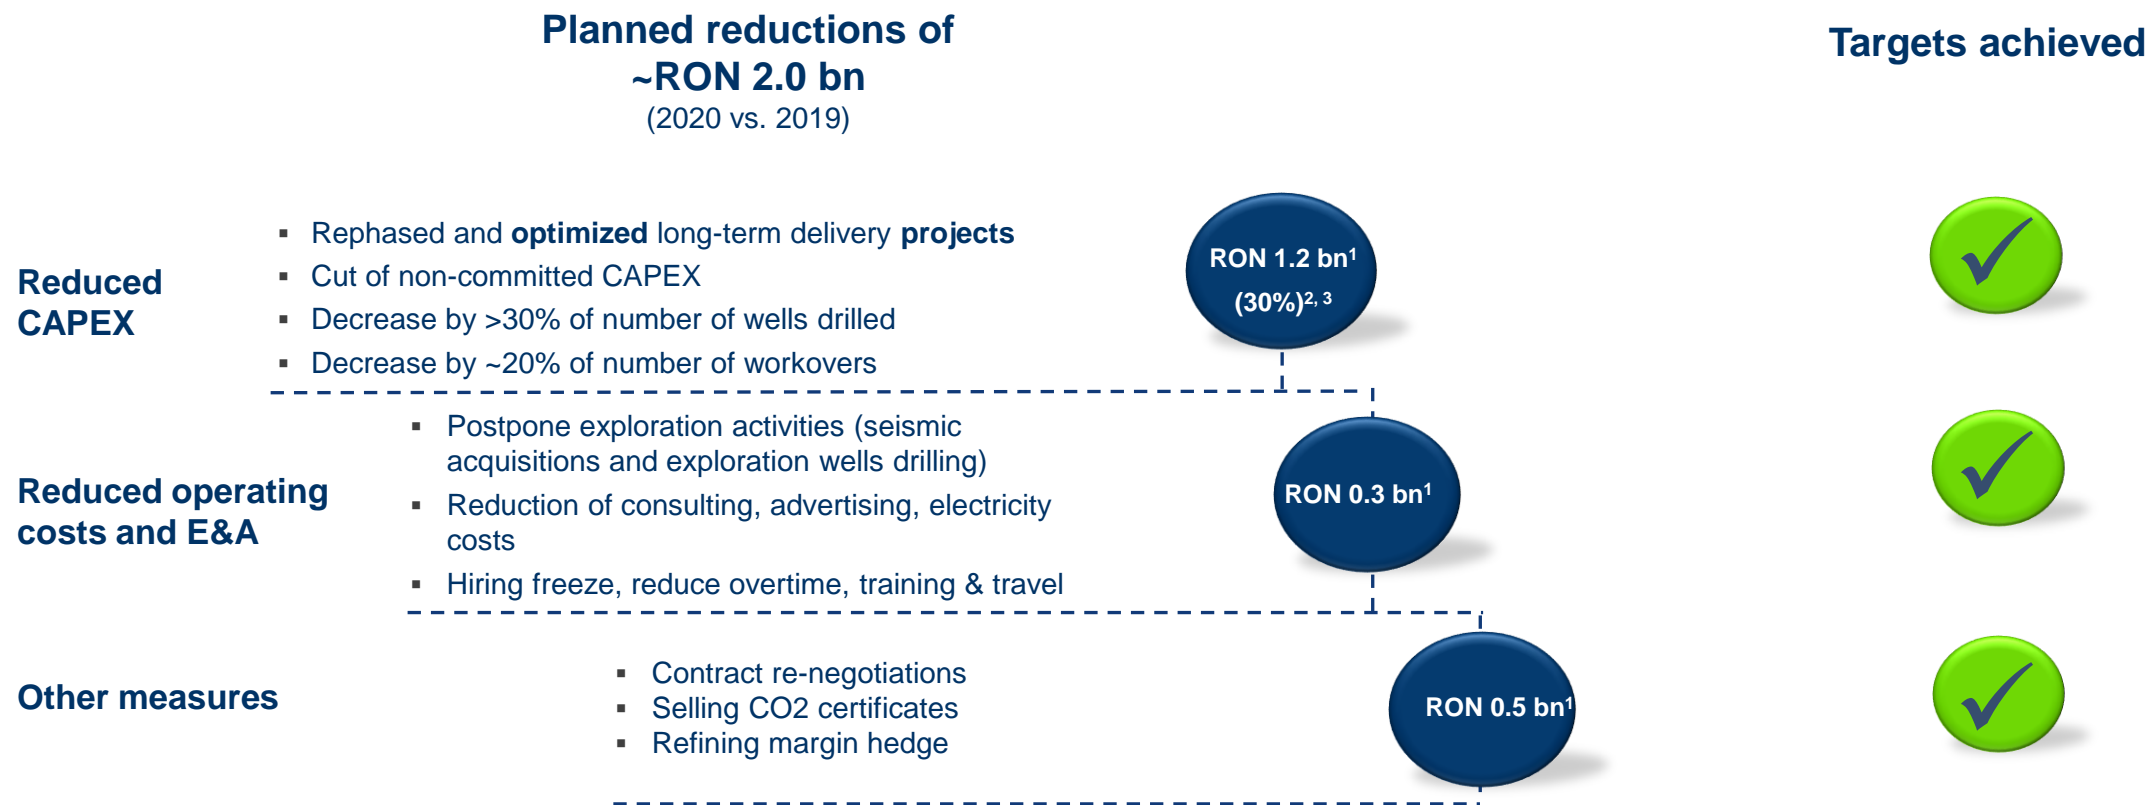 Planned reductions of
~RON 2.0 bn
(2020 vs. 2019)
Targets achieved
Reduced
CAPEX
▪ Rephased and optimized long-term delivery projects
▪ Cut of non-committed CAPEX
▪ Decrease by >30% of number of wells drilled
▪ Decrease by ~20% of number of workovers
RON 1.2 bn¹
(30%)²,³
Reduced operating
costs and E&A
▪ Postpone exploration activities (seismic
acquisitions and exploration wells drilling)
▪ Reduction of consulting, advertising, electricity
costs
▪ Hiring freeze, reduce overtime, training & travel
RON 0.3 bn¹
Other measures
▪ Contract re-negotiations
▪ Selling CO2 certificates
▪ Refining margin hedge
RON 0.5 bn¹